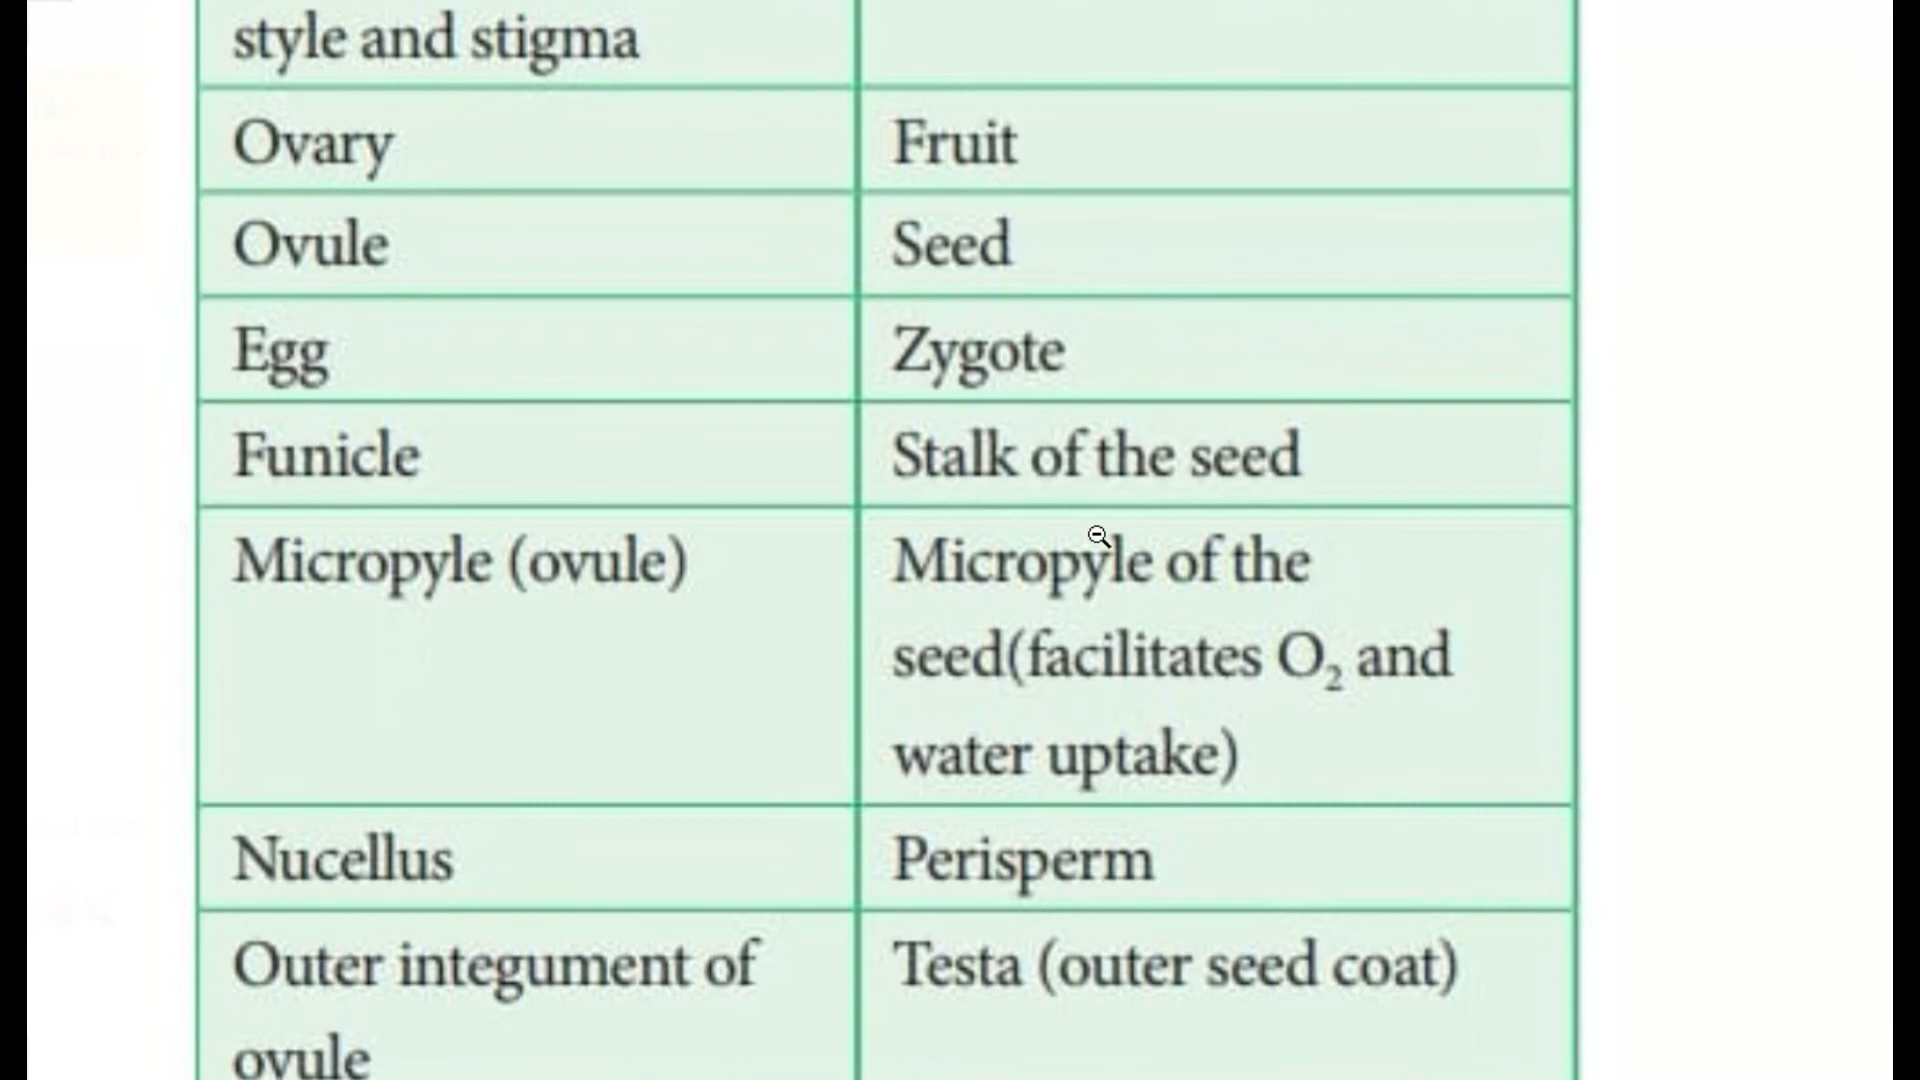 style and stigma
Ovary Fruit
Ovule Seed
Egg Zygote
Funicle Stalk of the seed
Micropyle (ovule) Micropyle of the
seed(facilitates O₂ and
water uptake)
Nucellus Perisperm
Outer integument of Testa (outer seed coat)
ovule